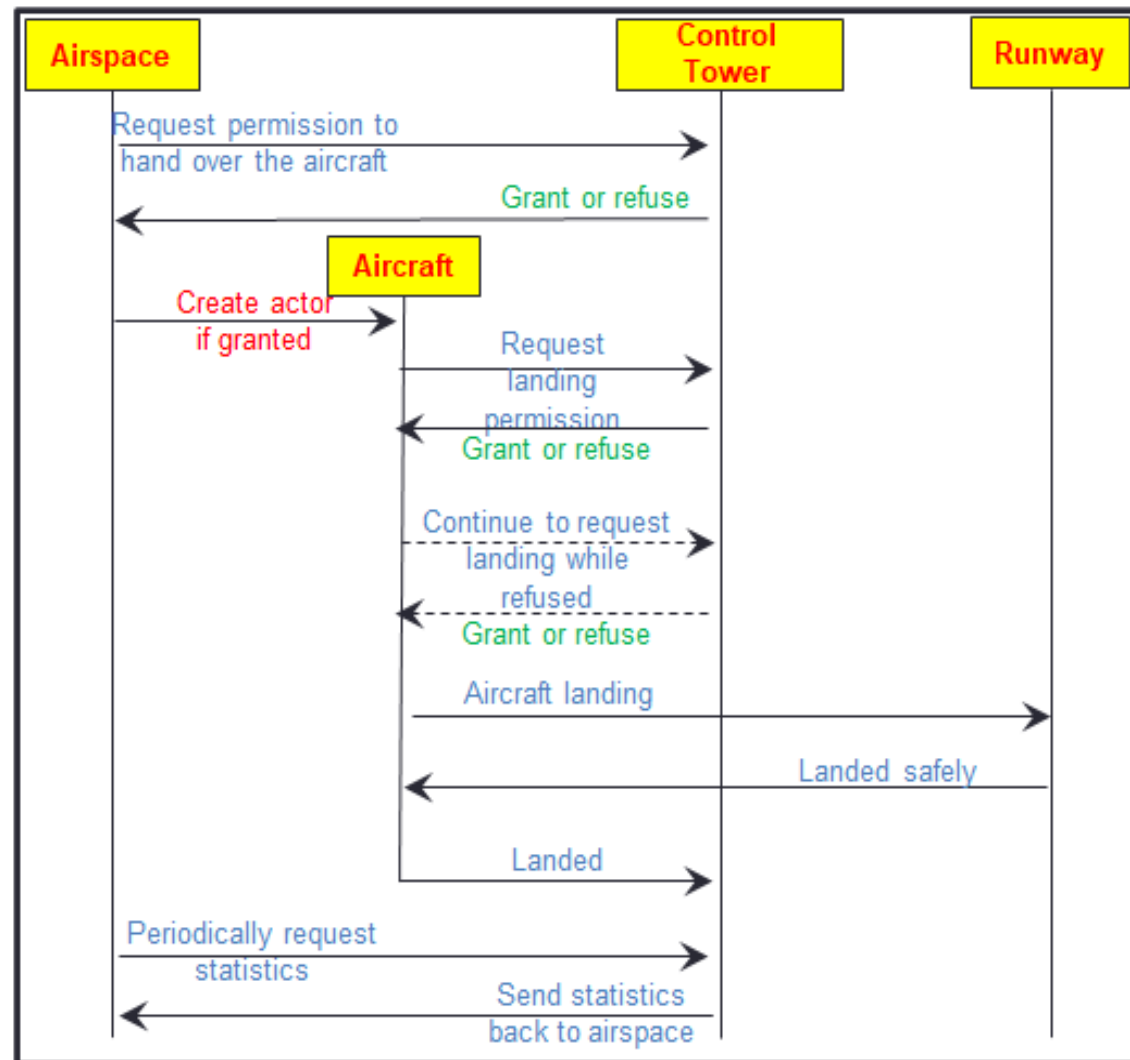 Airspace
Control
Tower
Runway
Request permission to
hand over the aircraft
Grant or refuse
Aircraft
Create actor
if granted
Request
landing
permission
Grant or refuse
Continue to request
landing while
refused
Grant or refuse
Aircraft landing
Landed safely
Landed
Periodically request
statistics
Send statistics
back to airspace